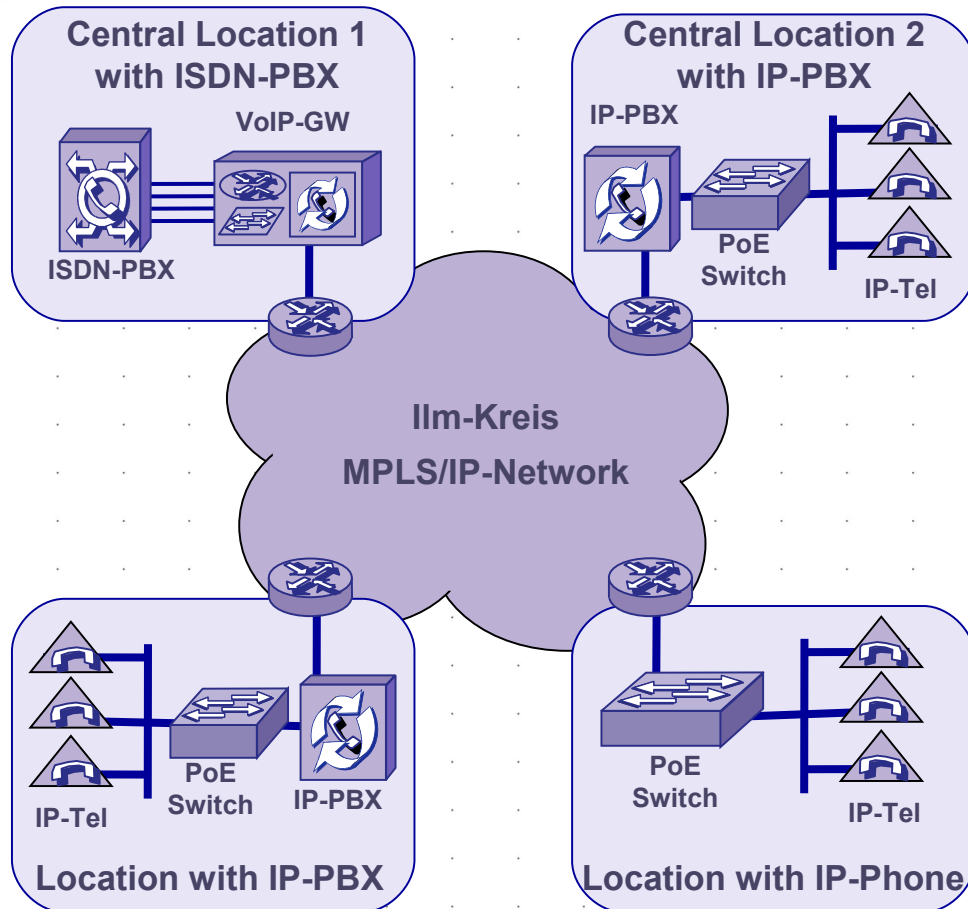 Central Location 1
with ISDN-PBX
VoIP-GW
ISDN-PBX
Central Location 2
with IP-PBX
IP-PBX
PoE
Switch
IP-Tel
Ilm-Kreis
MPLS/IP-Network
PoE
Switch
IP-Tel
IP-PBX
Location with IP-PBX
PoE
Switch
IP-Tel
Location with IP-Phone